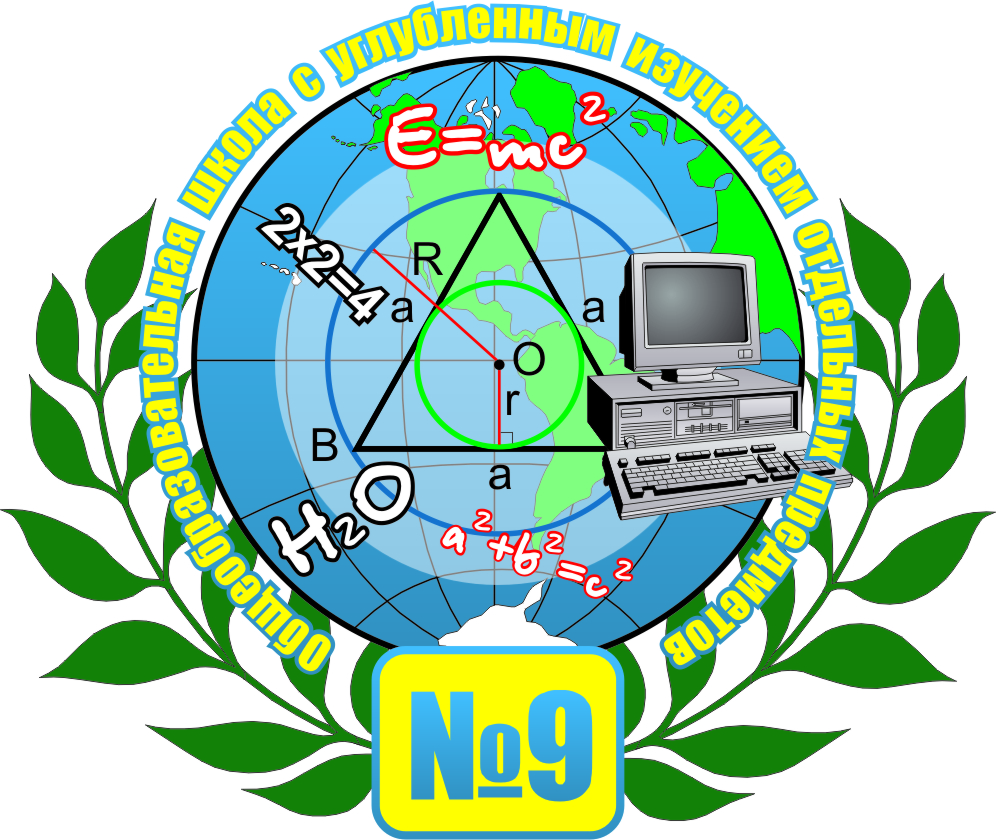 Общеобразовательная школа с углубленным изучением отдельных предметов
E=mc²
2x2=4
R
a
a
O
r
B
a
H₂O
a²+b²=c²
№9